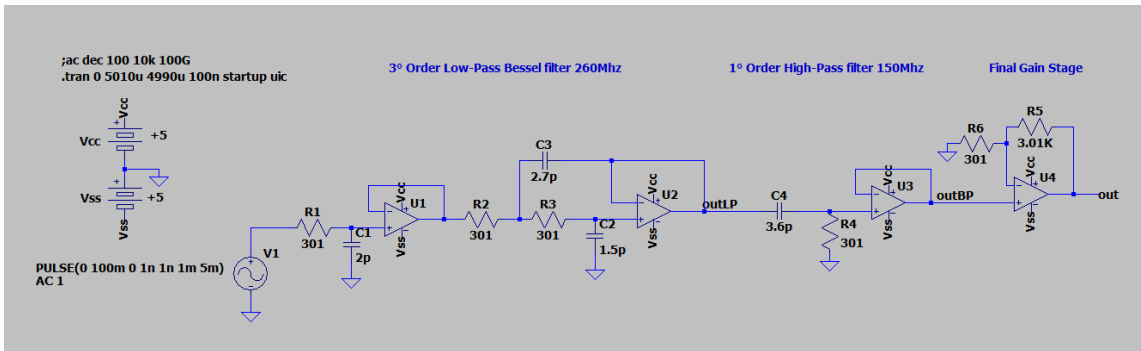 ;ac dec 100 10k 100G
.tran 0 5010u 4990u 100n startup uic
3° Order Low-Pass Bessel filter 260Mhz
1° Order High-Pass filter 150Mhz
Final Gain Stage
Vcc
Vcc
+5
Vss
+5
Vss
PULSE(0 100m 0 1n 1n 1m 5m)
AC 1
V1
R1
301
C1
2p
Vcc
U1
Vss
R2
301
C3
2.7p
R3
301
C2
1.5p
Vcc
U2
Vss
outLP
C4
3.6p
R4
301
Vcc
U3
Vss
outBP
R6
301
R5
3.01K
Vcc
U4
Vss
out